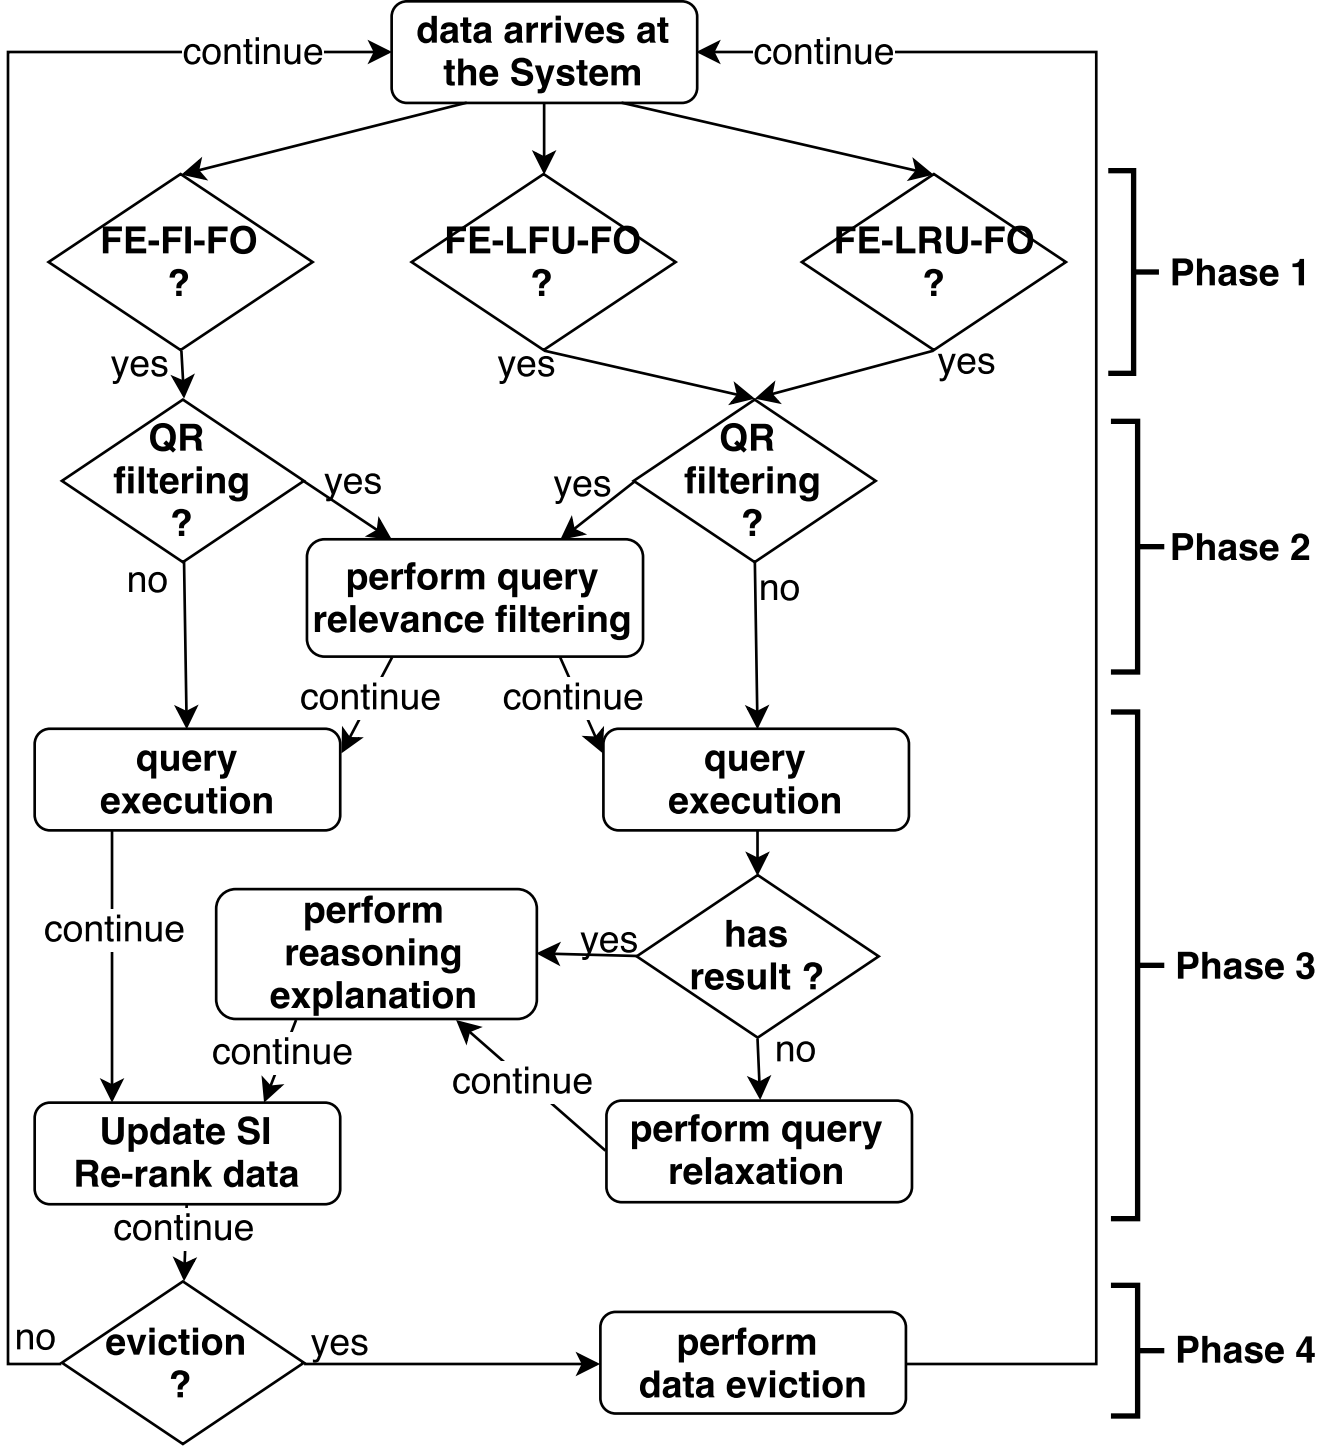 continue
data arrives at
the System
continue
FE-FI-FO
?
FE-LFU-FO
?
FE-LRU-FO
?
Phase 1
yes
yes
yes
QR
filtering
?
yes
yes
QR
filtering
?
Phase 2
no
perform query
relevance filtering
no
continue
continue
query
execution
query
execution
continue
perform
reasoning
explanation
yes
has
result ?
Phase 3
continue
continue
no
Update SI
Re-rank data
perform query
relaxation
continue
no
eviction
?
yes
perform
data eviction
Phase 4